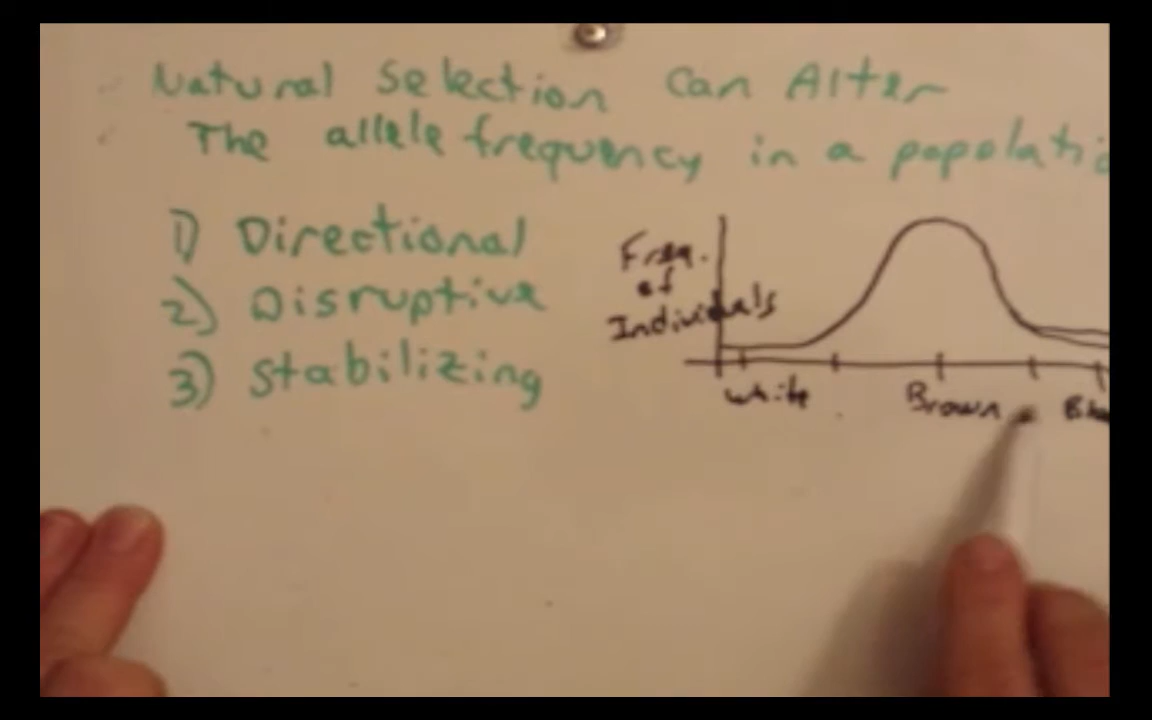 Natural Selection Can Alter
The allele frequency in a popolatio
1) Directional
2) Disruptive
3) Stabilizing
Freq.
of
Individuals
white Brown